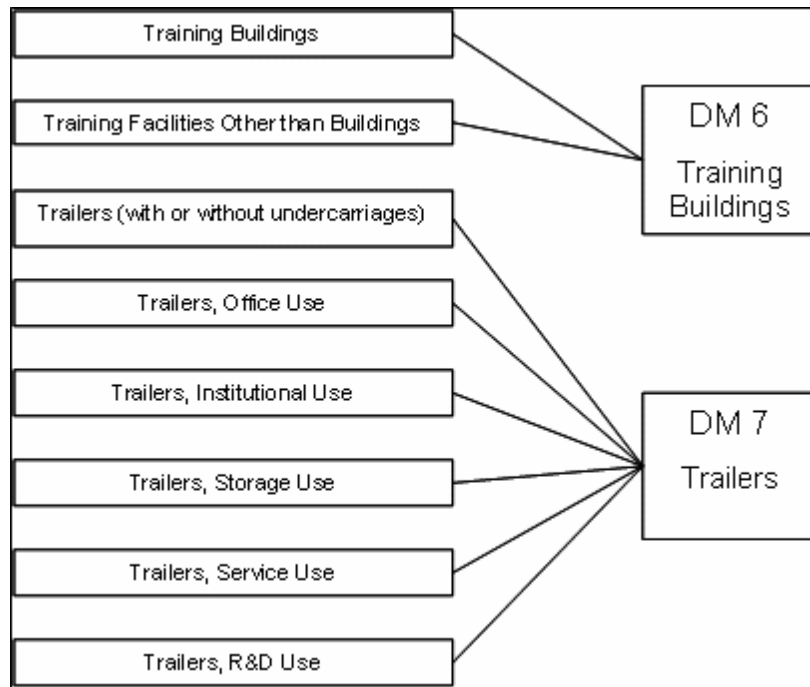 Training Buildings
Training Facilities Other than Buildings
Trailers (with or without undercarriages)
Trailers, Office Use
Trailers, Institutional Use
Trailers, Storage Use
Trailers, Service Use
Trailers, R&D Use
DM 6
Training
Buildings
DM 7
Trailers